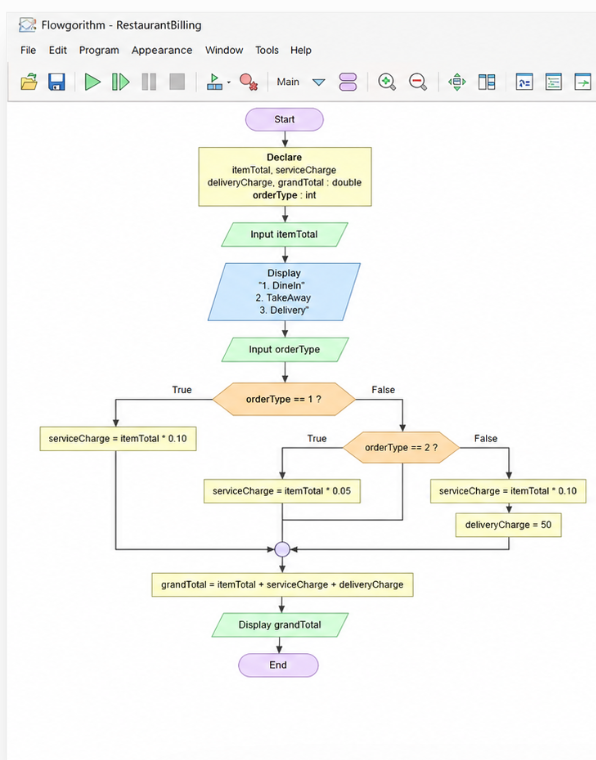 Flowgorithm - RestaurantBilling
File Edit Program Appearance Window Tools Help
Main
Start
Declare
itemTotal, serviceCharge
deliveryCharge, grandTotal : double
orderType : int
Input itemTotal
Display
"1. DineIn"
2. TakeAway
3. Delivery"
Input orderType
True
orderType == 1 ?
False
serviceCharge = itemTotal * 0.10
True
orderType == 2 ?
False
serviceCharge = itemTotal * 0.05
serviceCharge = itemTotal * 0.10
deliveryCharge = 50
grandTotal = itemTotal + serviceCharge + deliveryCharge
Display grandTotal
End